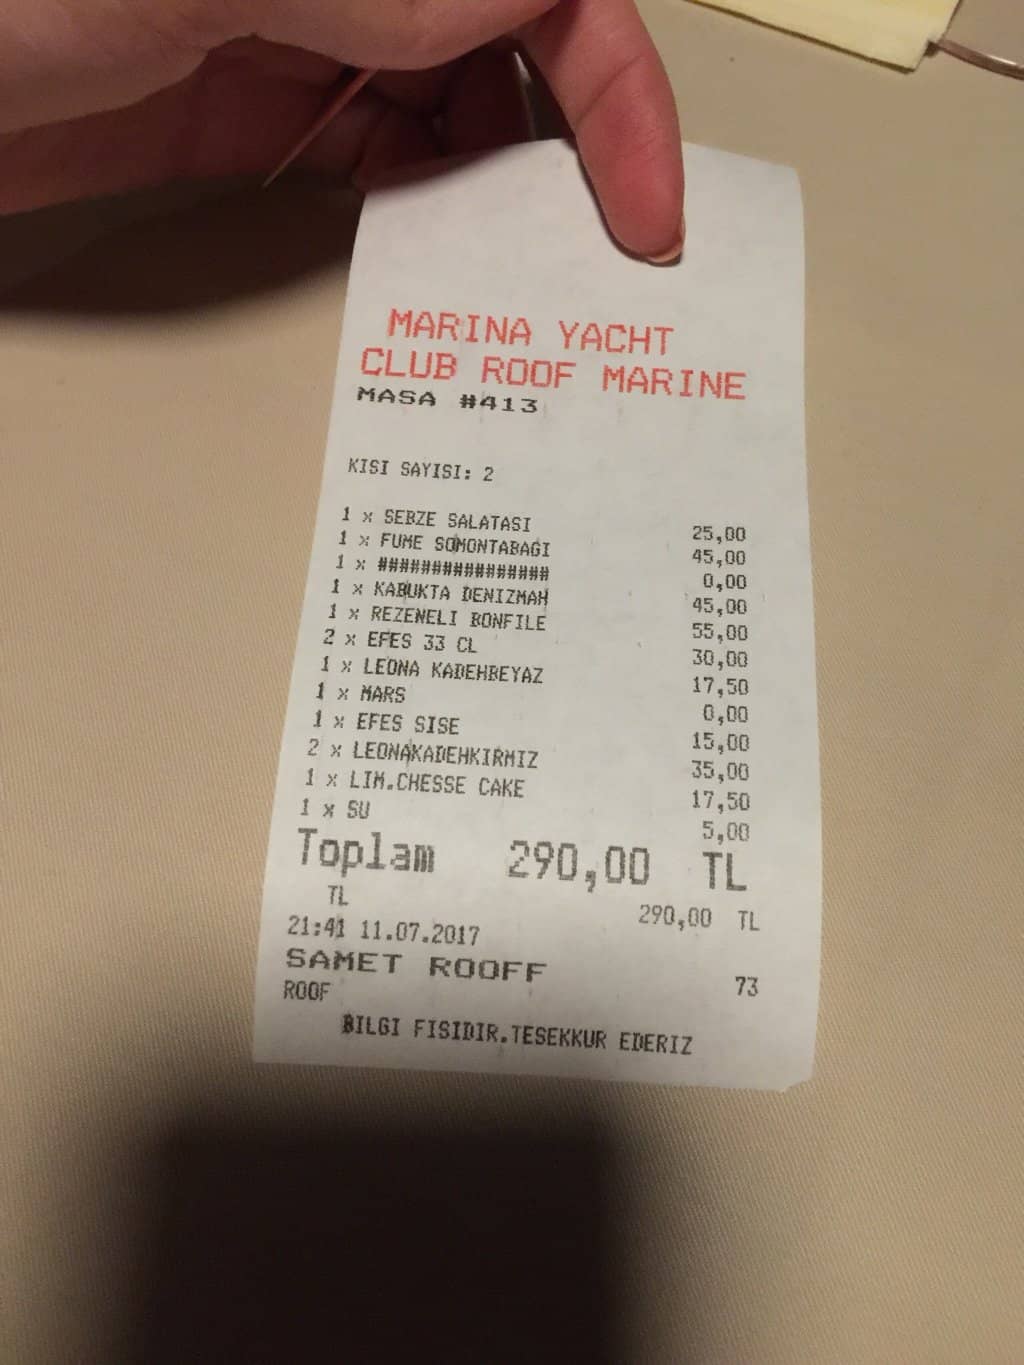 MARINA YACHT
CLUB ROOF MARINE
MASA #413
KISI SAYISI: 2
1 x SEBZE SALATASI 25,00
1 x FUME SOMONTABAGI 45,00
1 x ################ 0,00
1 x KABUKTA DENIZMAH 45,00
1 x REZENELI BONFILE 55,00
2 x EFES 33 CL 30,00
1 x LEONA KADEHBEYAZ 17,50
1 x MARS 0,00
1 x EFES SISE 15,00
2 x LEONAKADEHKIRMIZ 35,00
1 x LIM.CHESSE CAKE 17,50
1 x SU 5,00
Toplam 290,00 TL
TL 290,00 TL
21:41 11.07.2017
SAMET ROOFF 73
ROOF
BILGI FISIDIR.TESEKKUR EDERIZ